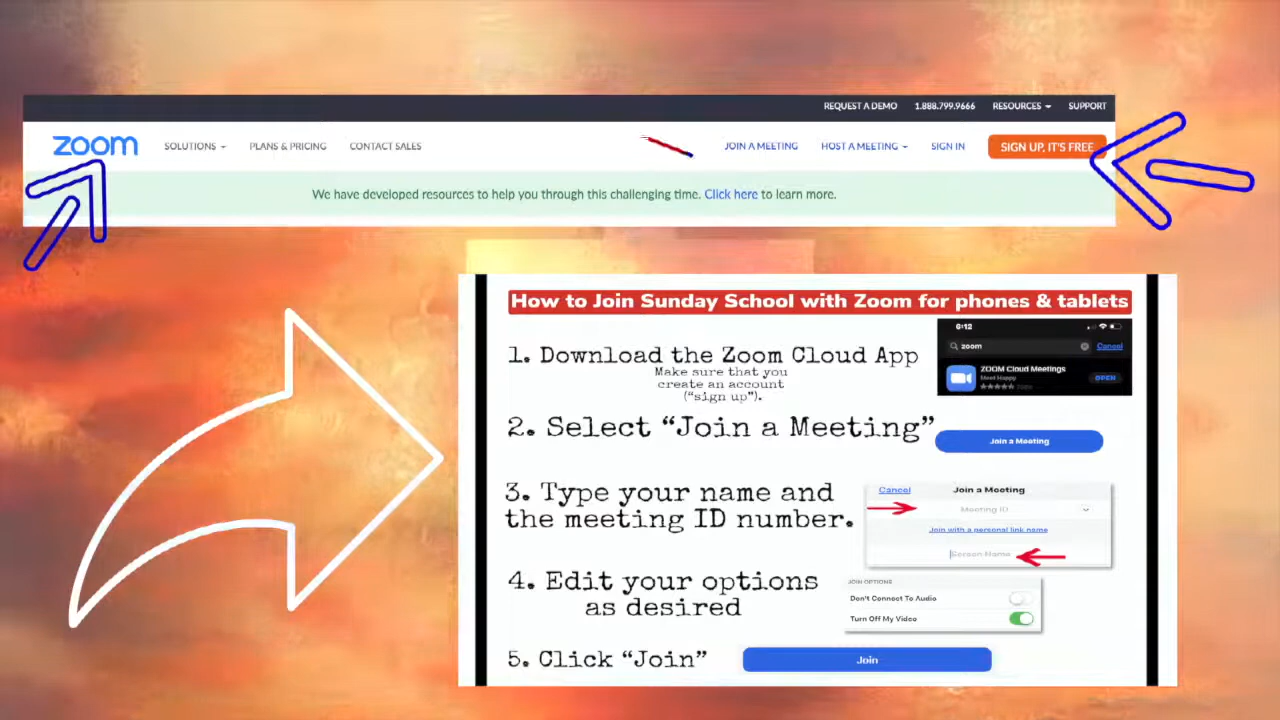 REQUEST A DEMO 1.888.799.9666 RESOURCES SUPPORT
zoom SOLUTIONS PLANS & PRICING CONTACT SALES JOIN A MEETING HOST A MEETING SIGN IN SIGN UP, IT'S FREE
We have developed resources to help you through this challenging time. Click here to learn more.
How to Join Sunday School with Zoom for phones & tablets
1. Download the Zoom Cloud App
Make sure that you
create an account
("sign up").
6:12
zoom Cancel
ZOOM Cloud Meetings
Meet Happy
OPEN
2. Select “Join a Meeting”
Join a Meeting
3. Type your name and
the meeting ID number.
Cancel Join a Meeting
Meeting ID
Join with a personal link name
Screen Name
4. Edit your options
as desired
JOIN OPTIONS
Don't Connect To Audio
Turn Off My Video
5. Click “Join”
Join